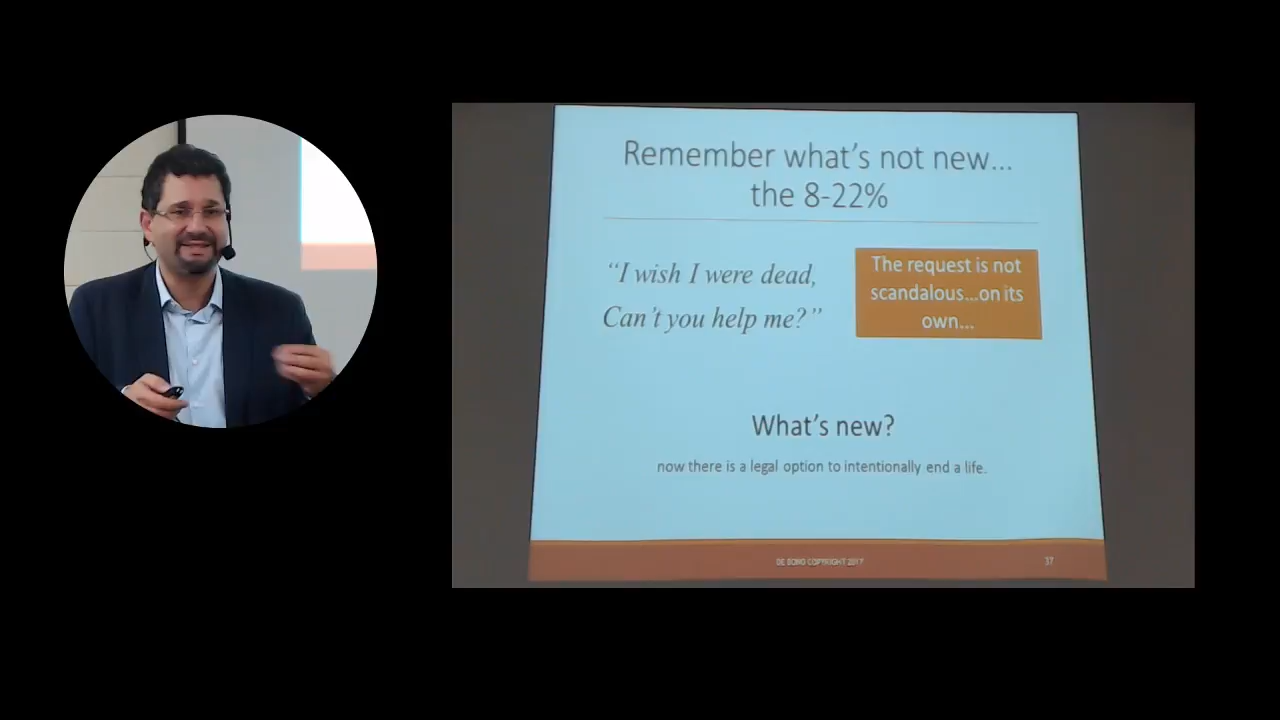 Remember what's not new...
the 8-22%
"I wish I were dead,
Can't you help me?"
The request is not
scandalous...on its
own...
What's new?
now there is a legal option to intentionally end a life.
DE BONO COPYRIGHT 2017
37